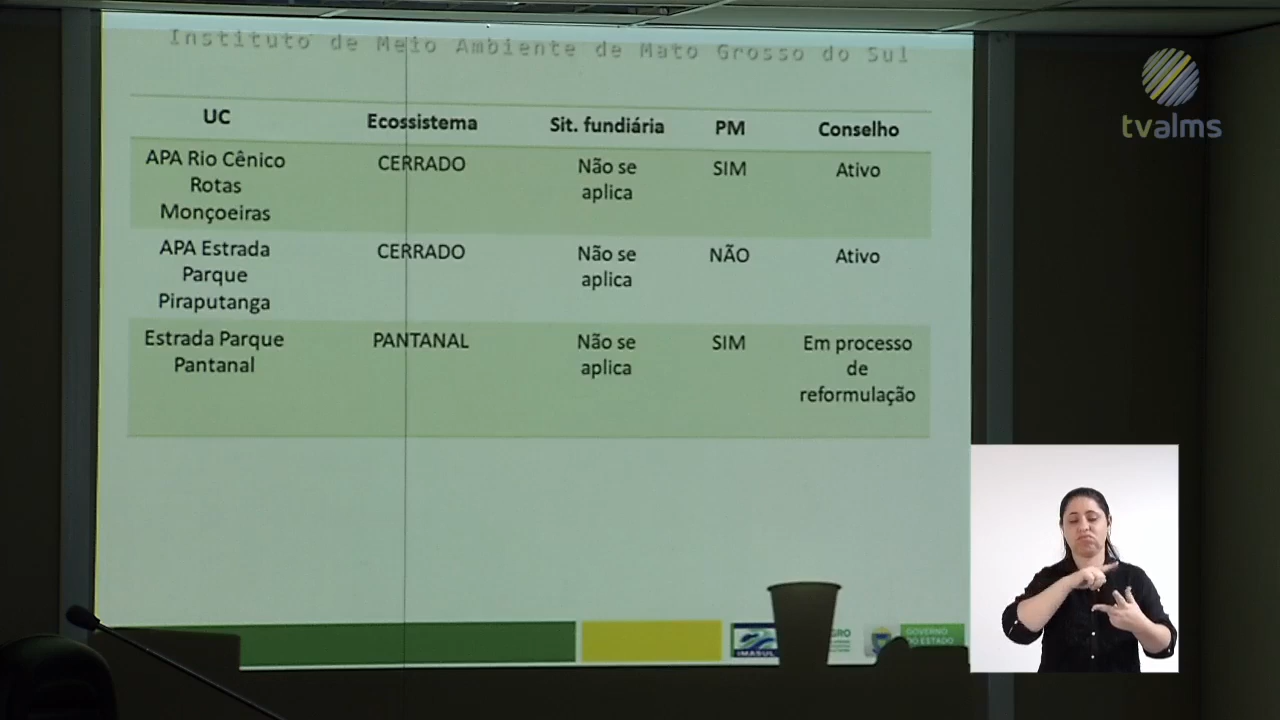 Instituto de Meio Ambiente de Mato Grosso do Sul
tvalms
UC Ecossistema Sit. fundiária PM Conselho
APA Rio Cênico CERRADO Não se SIM Ativo
Rotas aplica
Monçoeiras
APA Estrada CERRADO Não se NÃO Ativo
Parque aplica
Piraputanga
Estrada Parque PANTANAL Não se SIM Em processo
Pantanal aplica de
reformulação
IMASUL
GOVERNO
DO ESTADO